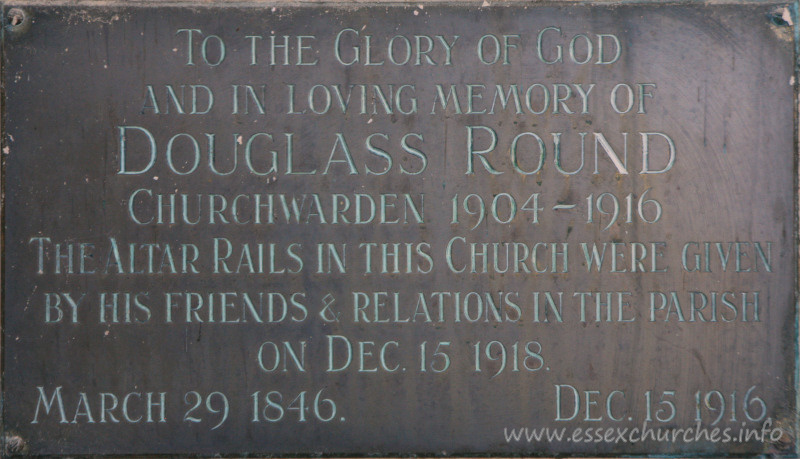 To the Glory of God
and in loving memory of
Douglass Round
Churchwarden 1904 – 1916
The Altar Rails in this Church were given
by his friends & relations in the parish
on Dec. 15 1918.
March 29 1846. Dec. 15 1916.
www.essexchurches.info